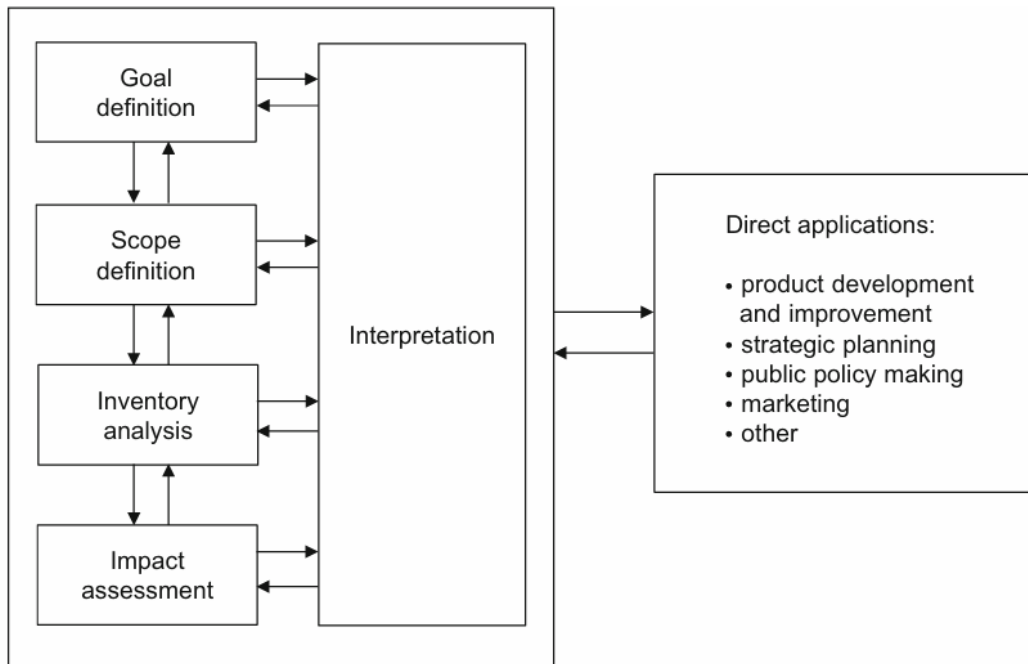 Goal
definition
Scope
definition
Inventory
analysis
Impact
assessment
Interpretation
Direct applications:
• product development
and improvement
• strategic planning
• public policy making
• marketing
• other